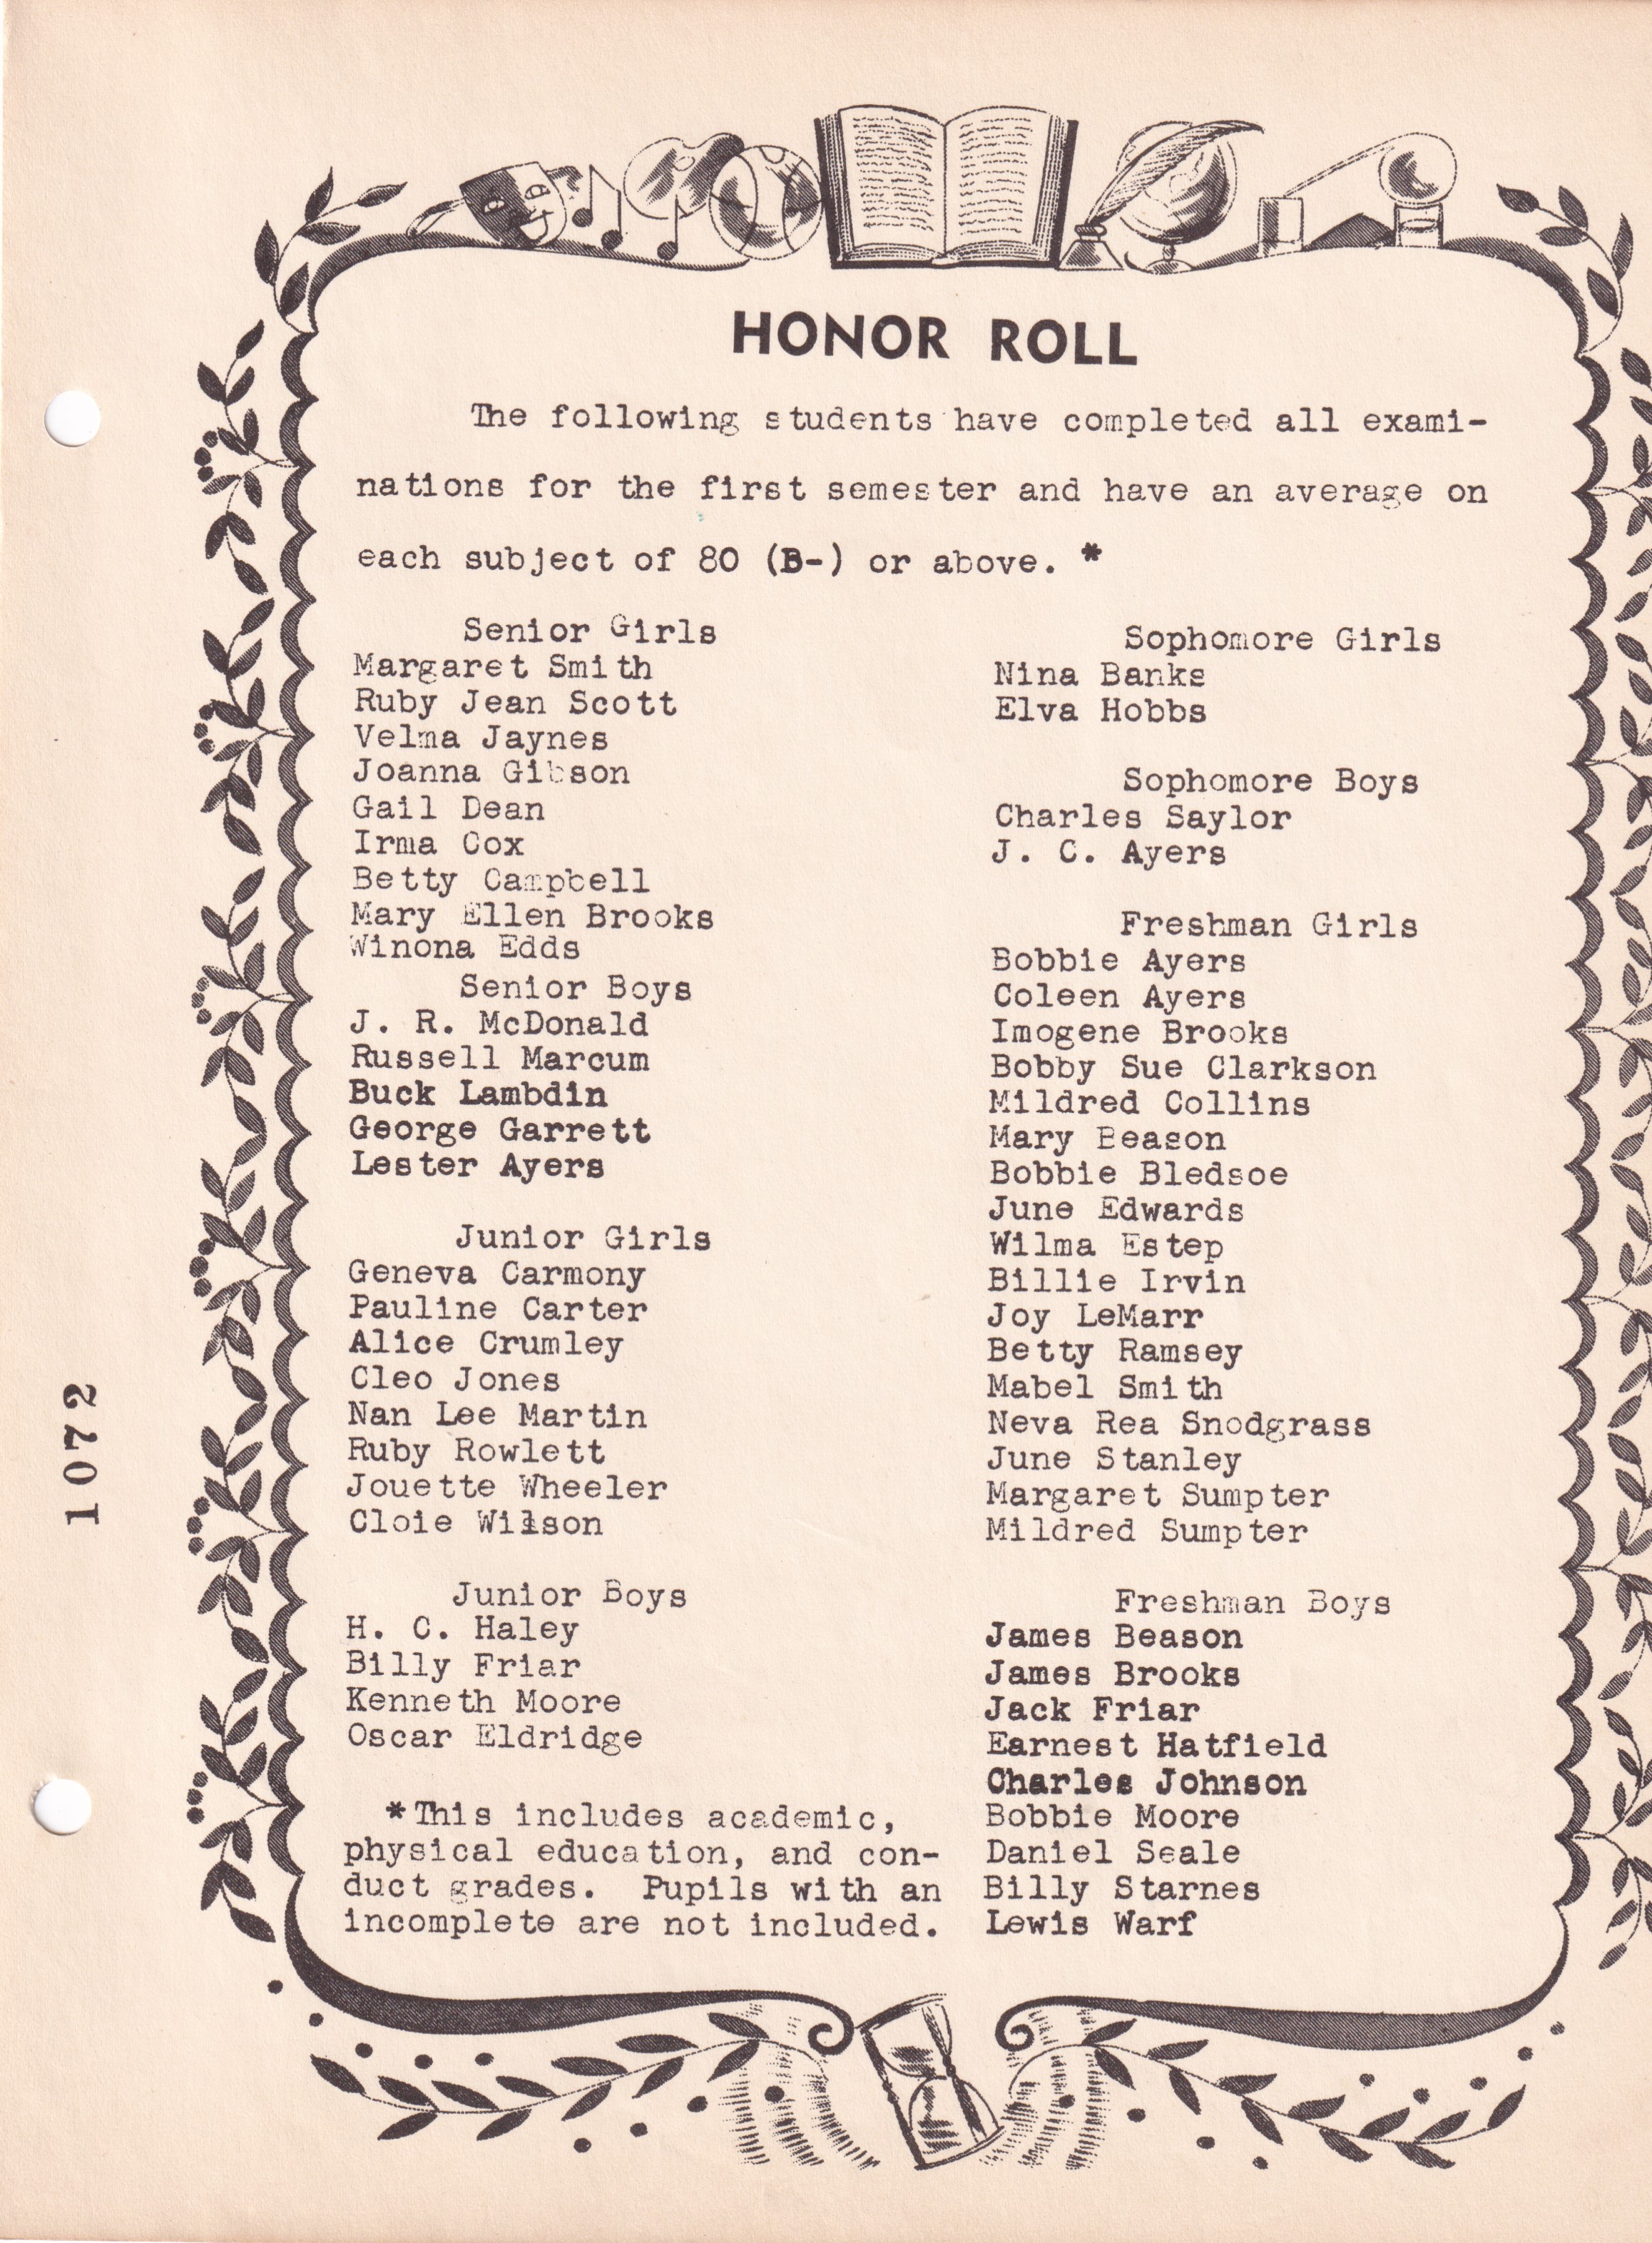 HONOR ROLL
The following students have completed all exami-
nations for the first semester and have an average on
each subject of 80 (B-) or above. *
Senior Girls
Margaret Smith
Ruby Jean Scott
Velma Jaynes
Joanna Gibson
Gail Dean
Irma Cox
Betty Campbell
Mary Ellen Brooks
Winona Edds
Senior Boys
J. R. McDonald
Russell Marcum
Buck Lambdin
George Garrett
Lester Ayers
Junior Girls
Geneva Carmony
Pauline Carter
Alice Crumley
Cleo Jones
Nan Lee Martin
Ruby Rowlett
Jouette Wheeler
Cloie Wilson
Junior Boys
H. C. Haley
Billy Friar
Kenneth Moore
Oscar Eldridge
*This includes academic,
physical education, and con-
duct grades. Pupils with an
incomplete are not included.
Sophomore Girls
Nina Banks
Elva Hobbs
Sophomore Boys
Charles Saylor
J. C. Ayers
Freshman Girls
Bobbie Ayers
Coleen Ayers
Imogene Brooks
Bobby Sue Clarkson
Mildred Collins
Mary Beason
Bobbie Bledsoe
June Edwards
Wilma Estep
Billie Irvin
Joy LeMarr
Betty Ramsey
Mabel Smith
Neva Rea Snodgrass
June Stanley
Margaret Sumpter
Mildred Sumpter
Freshman Boys
James Beason
James Brooks
Jack Friar
Earnest Hatfield
Charles Johnson
Bobbie Moore
Daniel Seale
Billy Starnes
Lewis Warf
1072